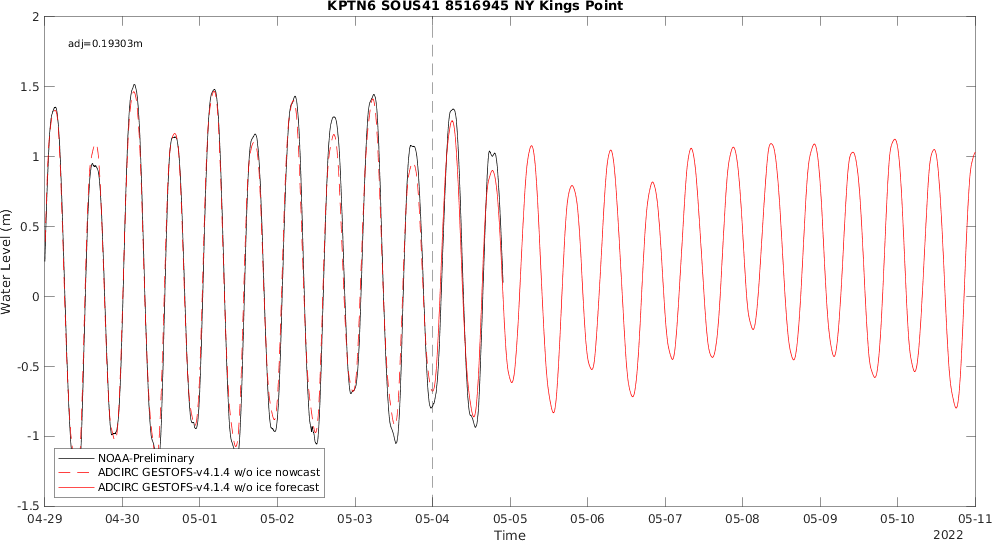 KPTN6 SOUS41 8516945 NY Kings Point
adj=0.19303m
2
1.5
1
0.5
0
-0.5
-1
-1.5
Water Level (m)
NOAA-Preliminary
ADCIRC GESTOFS-v4.1.4 w/o ice nowcast
ADCIRC GESTOFS-v4.1.4 w/o ice forecast
04-29 04-30 05-01 05-02 05-03 05-04 05-05 05-06 05-07 05-08 05-09 05-10 05-11
Time
2022